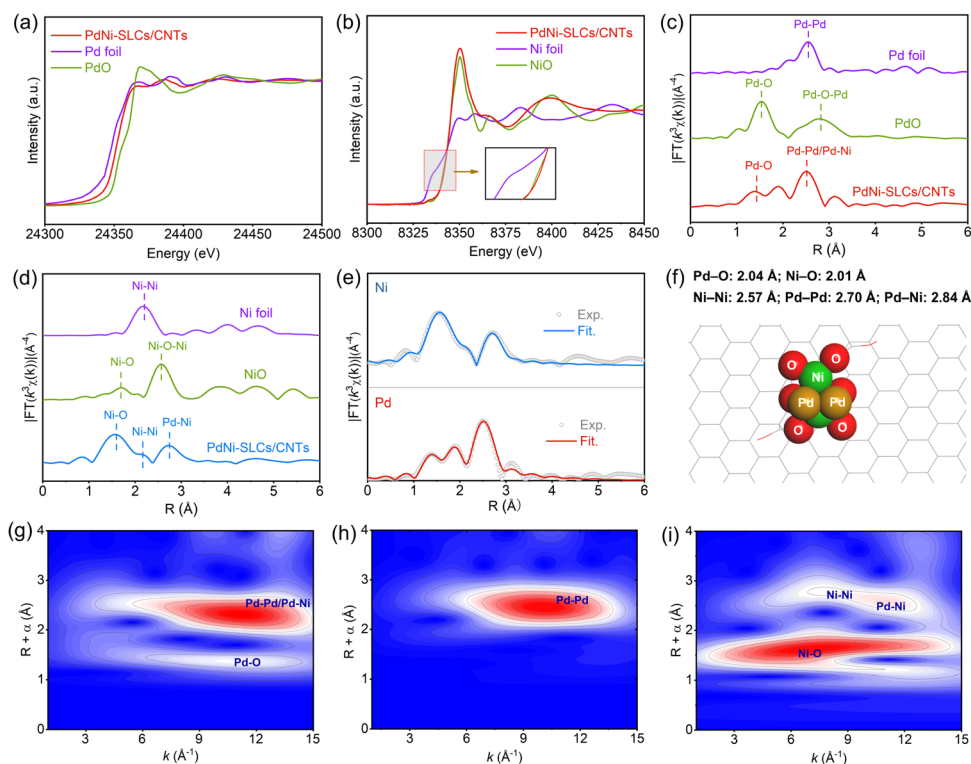 (a)
PdNi-SLCs/CNTs
Pd foil
PdO
Intensity (a.u.)
24300 24350 24400 24450 24500
Energy (eV)
(b)
PdNi-SLCs/CNTs
Ni foil
NiO
Intensity (a.u.)
8300 8350 8400 8450
Energy (eV)
(c)
Pd-Pd
Pd foil
Pd-O
Pd-O-Pd
PdO
Pd-O
Pd-Pd/Pd-Ni
PdNi-SLCs/CNTs
|FT(k³χ(k))|(Å⁻⁴)
0 1 2 3 4 5 6
R (Å)
(d)
Ni-Ni
Ni foil
Ni-O
Ni-O-Ni
NiO
Ni-O
Ni-Ni
Pd-Ni
PdNi-SLCs/CNTs
|FT(k³χ(k))|(Å⁻⁴)
0 1 2 3 4 5 6
R (Å)
(e)
Ni
Exp.
Fit.
Pd
Exp.
Fit.
|FT(k³χ(k))|(Å⁻⁴)
0 1 2 3 4 5 6
R (Å)
(f)
Pd–O: 2.04 Å; Ni–O: 2.01 Å
Ni–Ni: 2.57 Å; Pd–Pd: 2.70 Å; Pd–Ni: 2.84 Å
O O
Ni
Pd Pd
O O
(g)
4
3
2
1
0
R + α (Å)
Pd-Pd/Pd-Ni
Pd-O
3 6 9 12 15
k (Å⁻¹)
(h)
4
3
2
1
0
R + α (Å)
Pd-Pd
3 6 9 12 15
k (Å⁻¹)
(i)
4
3
2
1
0
R + α (Å)
Ni-Ni
Pd-Ni
Ni-O
3 6 9 12 15
k (Å⁻¹)